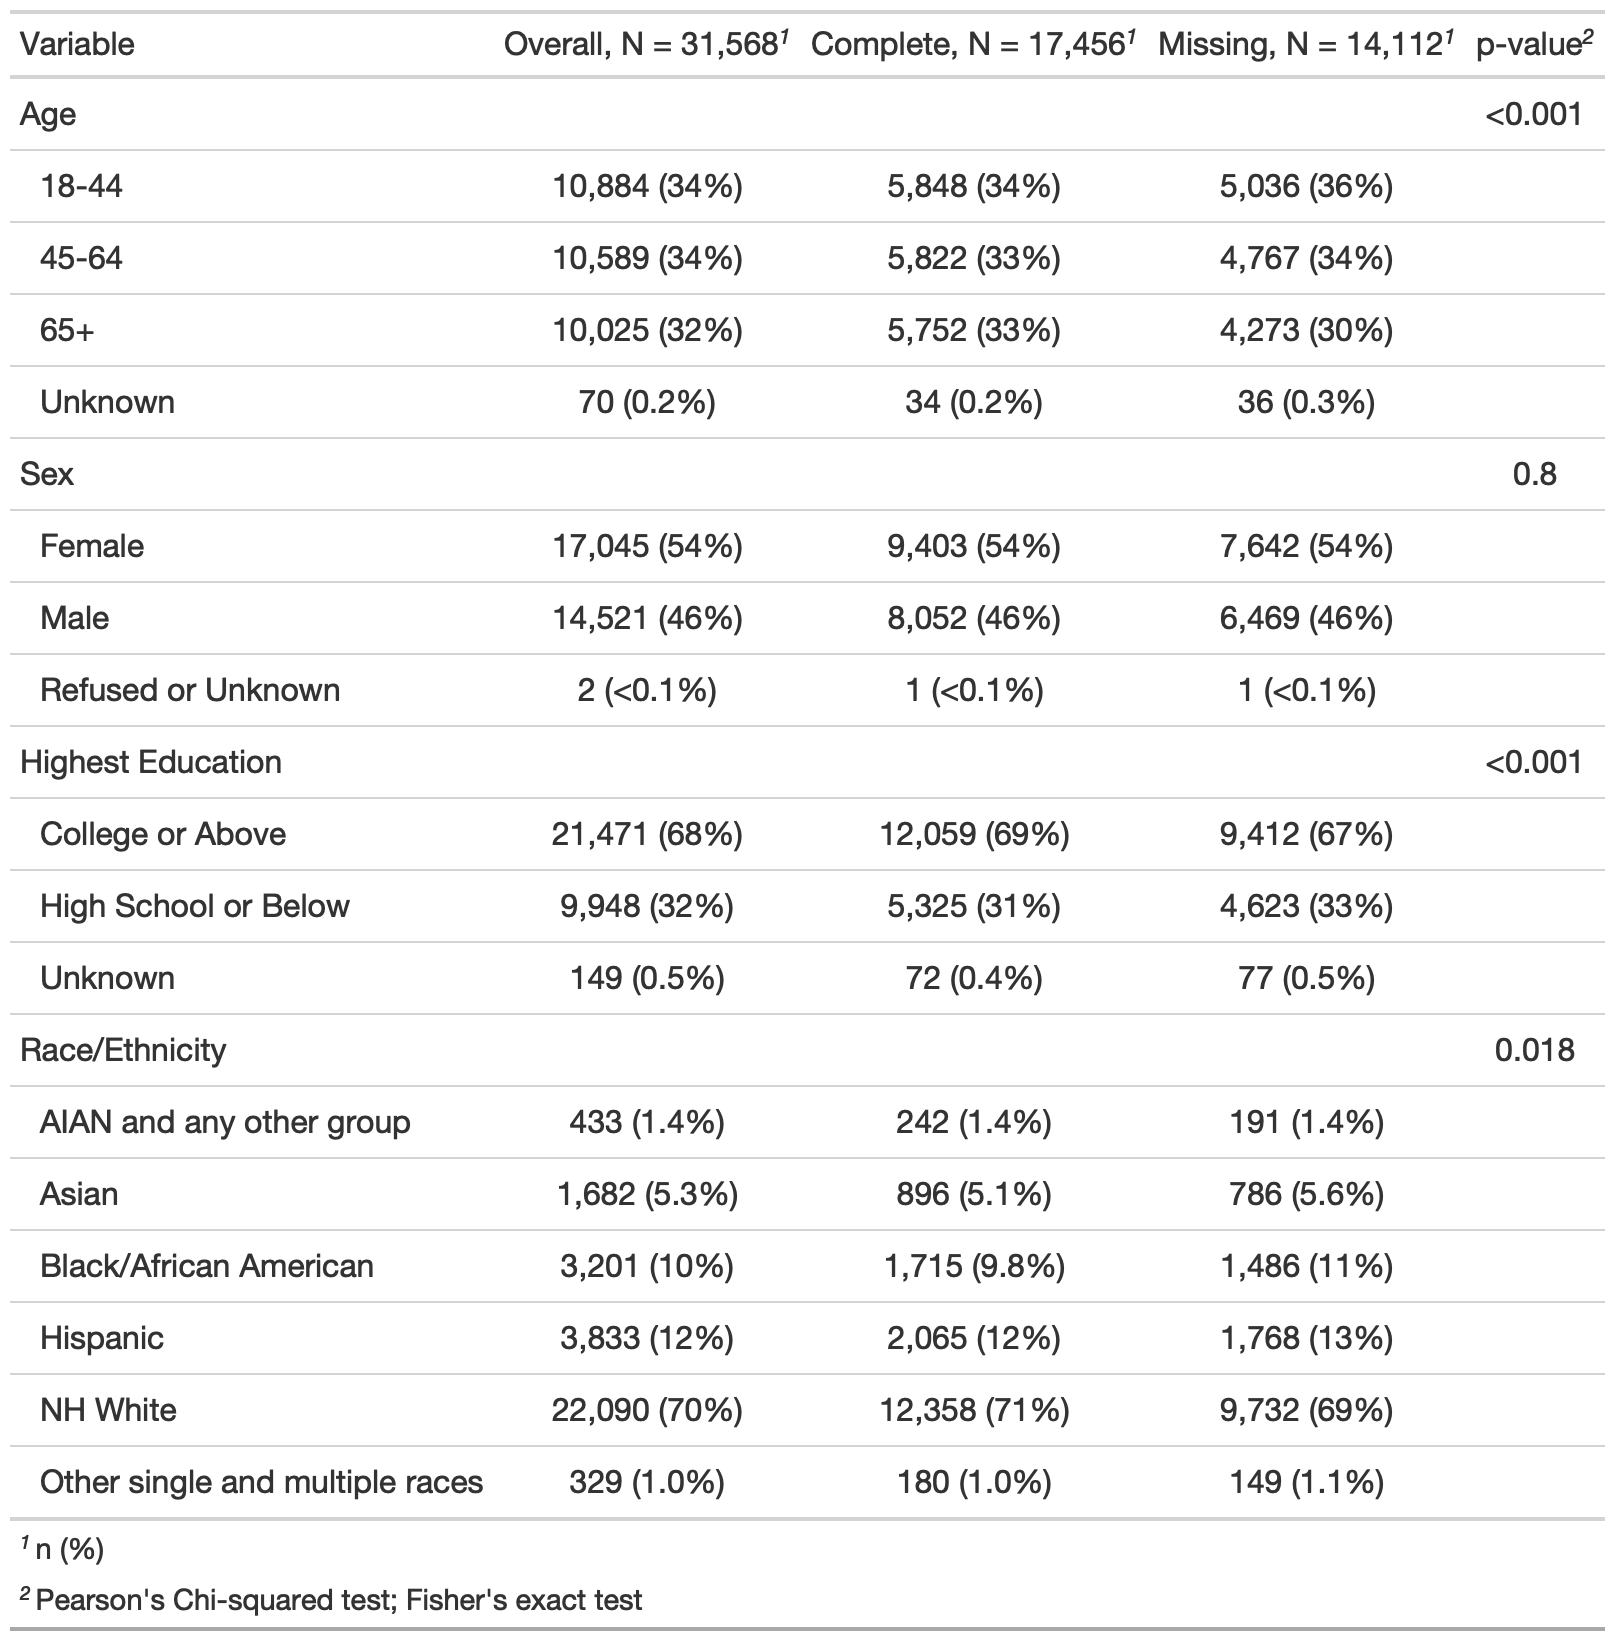 Variable Overall, N = 31,568¹ Complete, N = 17,456¹ Missing, N = 14,112¹ p-value²
Age <0.001
18-44 10,884 (34%) 5,848 (34%) 5,036 (36%)
45-64 10,589 (34%) 5,822 (33%) 4,767 (34%)
65+ 10,025 (32%) 5,752 (33%) 4,273 (30%)
Unknown 70 (0.2%) 34 (0.2%) 36 (0.3%)
Sex 0.8
Female 17,045 (54%) 9,403 (54%) 7,642 (54%)
Male 14,521 (46%) 8,052 (46%) 6,469 (46%)
Refused or Unknown 2 (<0.1%) 1 (<0.1%) 1 (<0.1%)
Highest Education <0.001
College or Above 21,471 (68%) 12,059 (69%) 9,412 (67%)
High School or Below 9,948 (32%) 5,325 (31%) 4,623 (33%)
Unknown 149 (0.5%) 72 (0.4%) 77 (0.5%)
Race/Ethnicity 0.018
AIAN and any other group 433 (1.4%) 242 (1.4%) 191 (1.4%)
Asian 1,682 (5.3%) 896 (5.1%) 786 (5.6%)
Black/African American 3,201 (10%) 1,715 (9.8%) 1,486 (11%)
Hispanic 3,833 (12%) 2,065 (12%) 1,768 (13%)
NH White 22,090 (70%) 12,358 (71%) 9,732 (69%)
Other single and multiple races 329 (1.0%) 180 (1.0%) 149 (1.1%)
¹ n (%)
² Pearson's Chi-squared test; Fisher's exact test